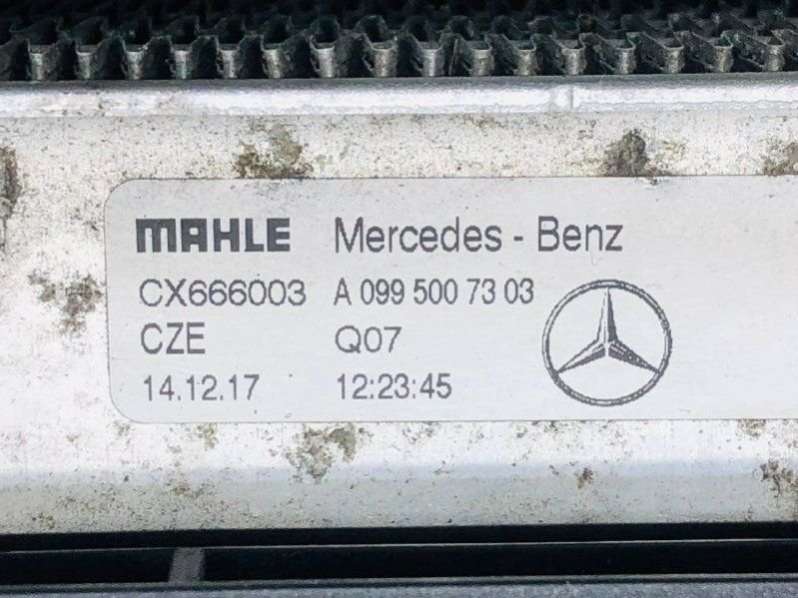 MAHLE Mercedes - Benz
CX666003 A 099 500 73 03
CZE Q07
14.12.17 12:23:45